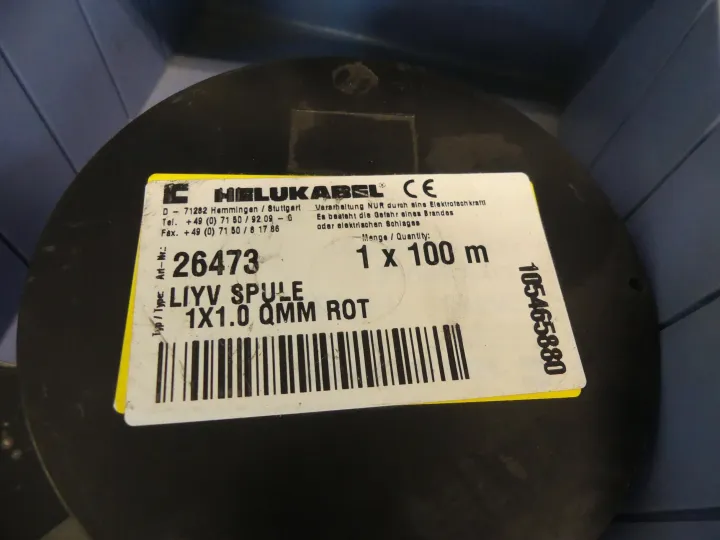 HELUKABEL CE
D - 71282 Hemmingen / Stuttgart
Tel. +49 (0) 71 50 / 92 09 - 0
Fax. +49 (0) 71 50 / 8 17 86
Verarbeitung NUR durch eine Elektrofachkraft!
Es besteht die Gefahr eines Brandes
oder elektrischen Schlages
Menge / Quantity:
Art-Nr.: 26473
1 x 100 m
Typ / Type: LIYV SPULE
1X1.0 QMM ROT
105465880